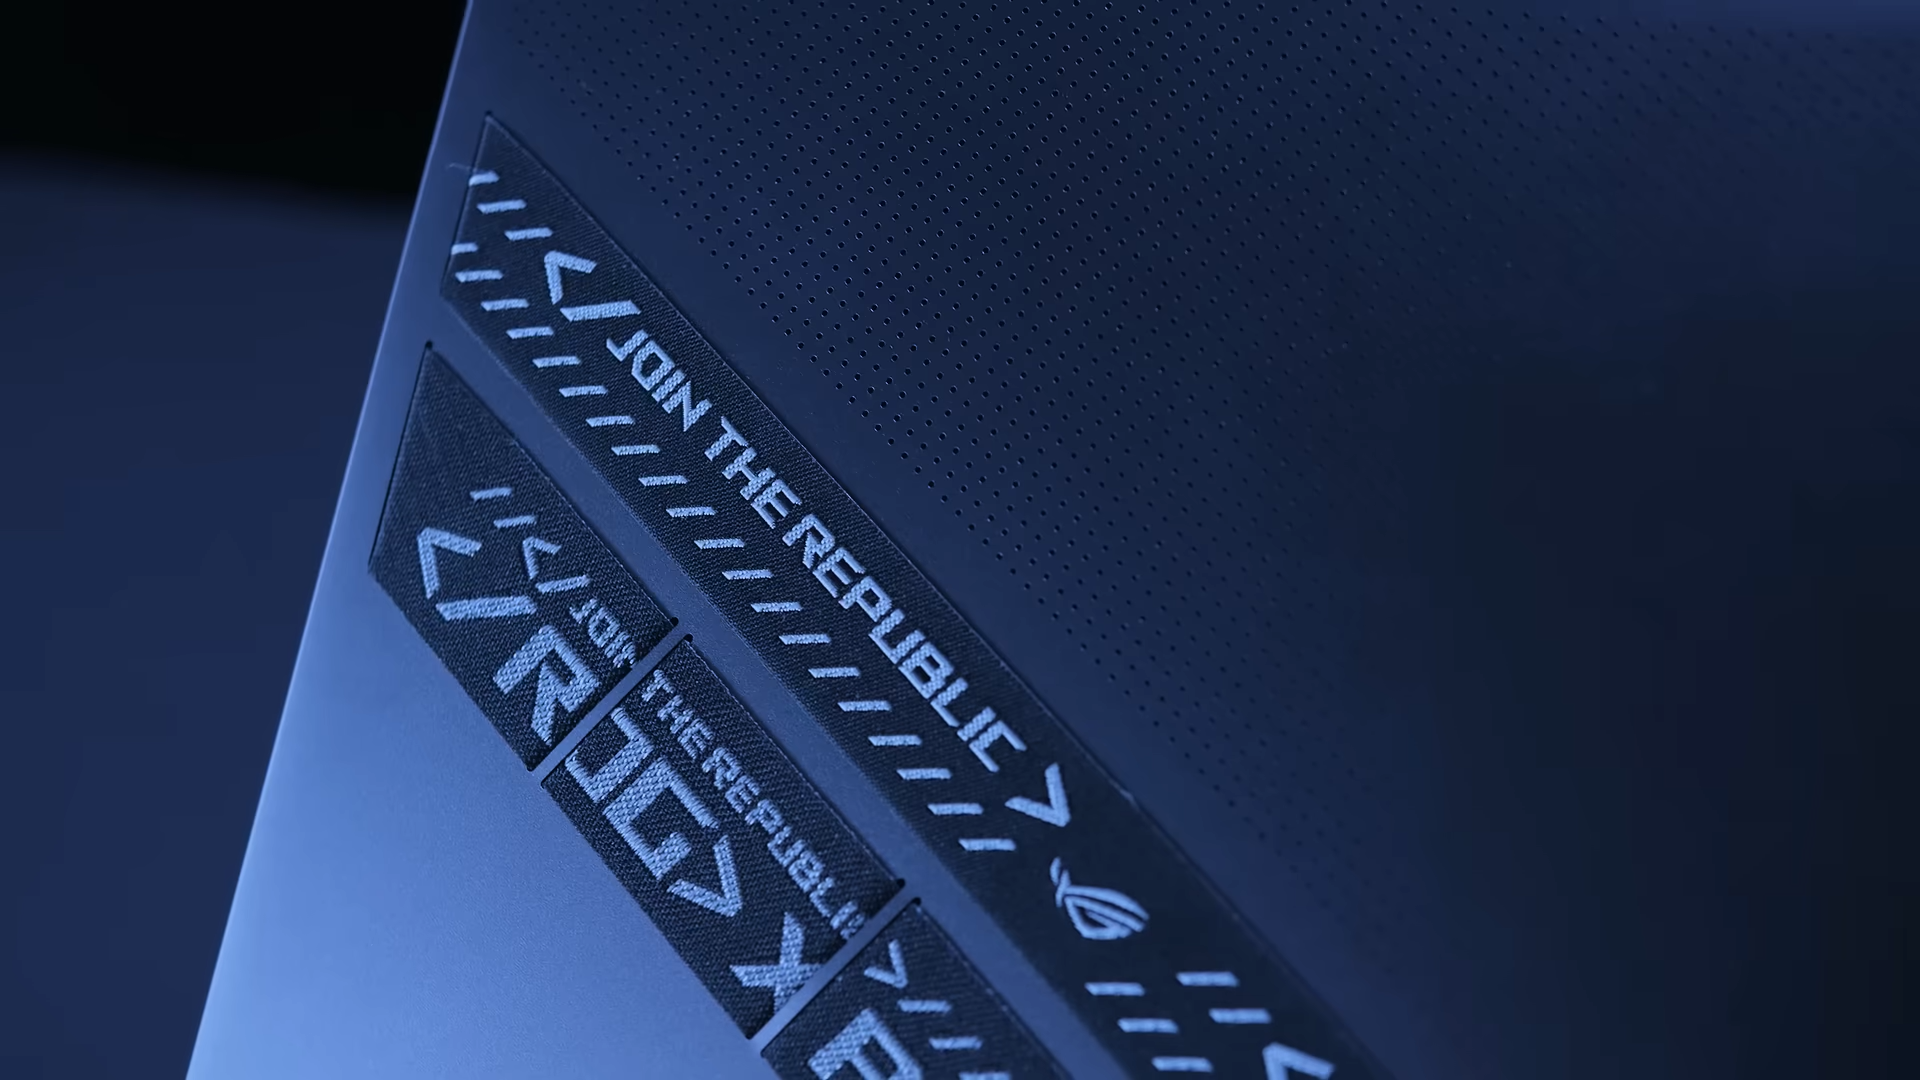 </ JOIN THE REPUBLIC >
</ JOIN THE REPUBLIC >
</ROG> X